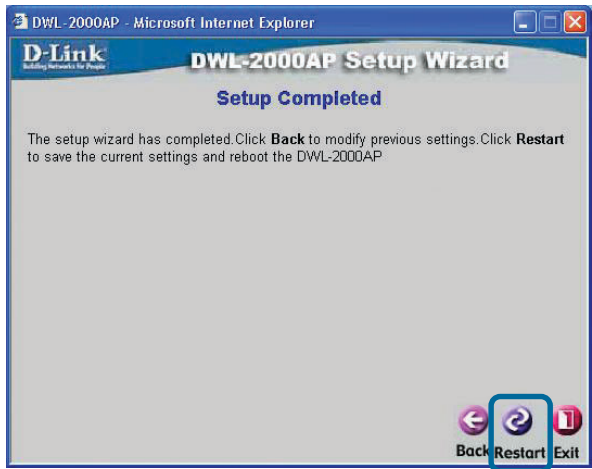 DWL-2000AP - Microsoft Internet Explorer
D-Link
Building Networks for People
DWL-2000AP Setup Wizard
Setup Completed
The setup wizard has completed.Click Back to modify previous settings.Click Restart
to save the current settings and reboot the DWL-2000AP
Back Restart Exit